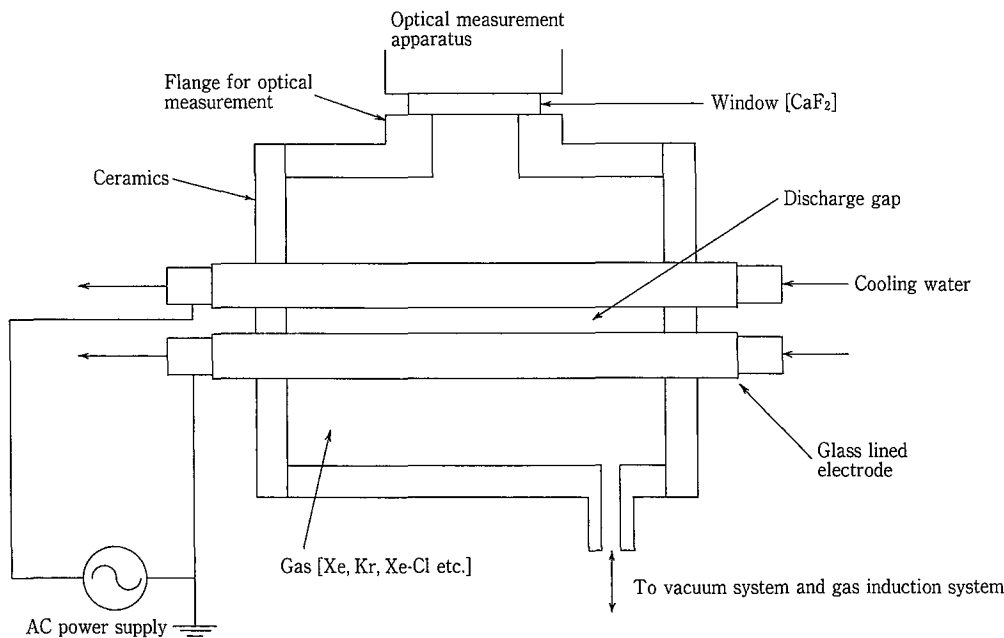 Optical measurement
apparatus
Flange for optical
measurement
Window [CaF₂]
Ceramics
Discharge gap
Cooling water
Glass lined
electrode
Gas [Xe, Kr, Xe-Cl etc.]
To vacuum system and gas induction system
AC power supply